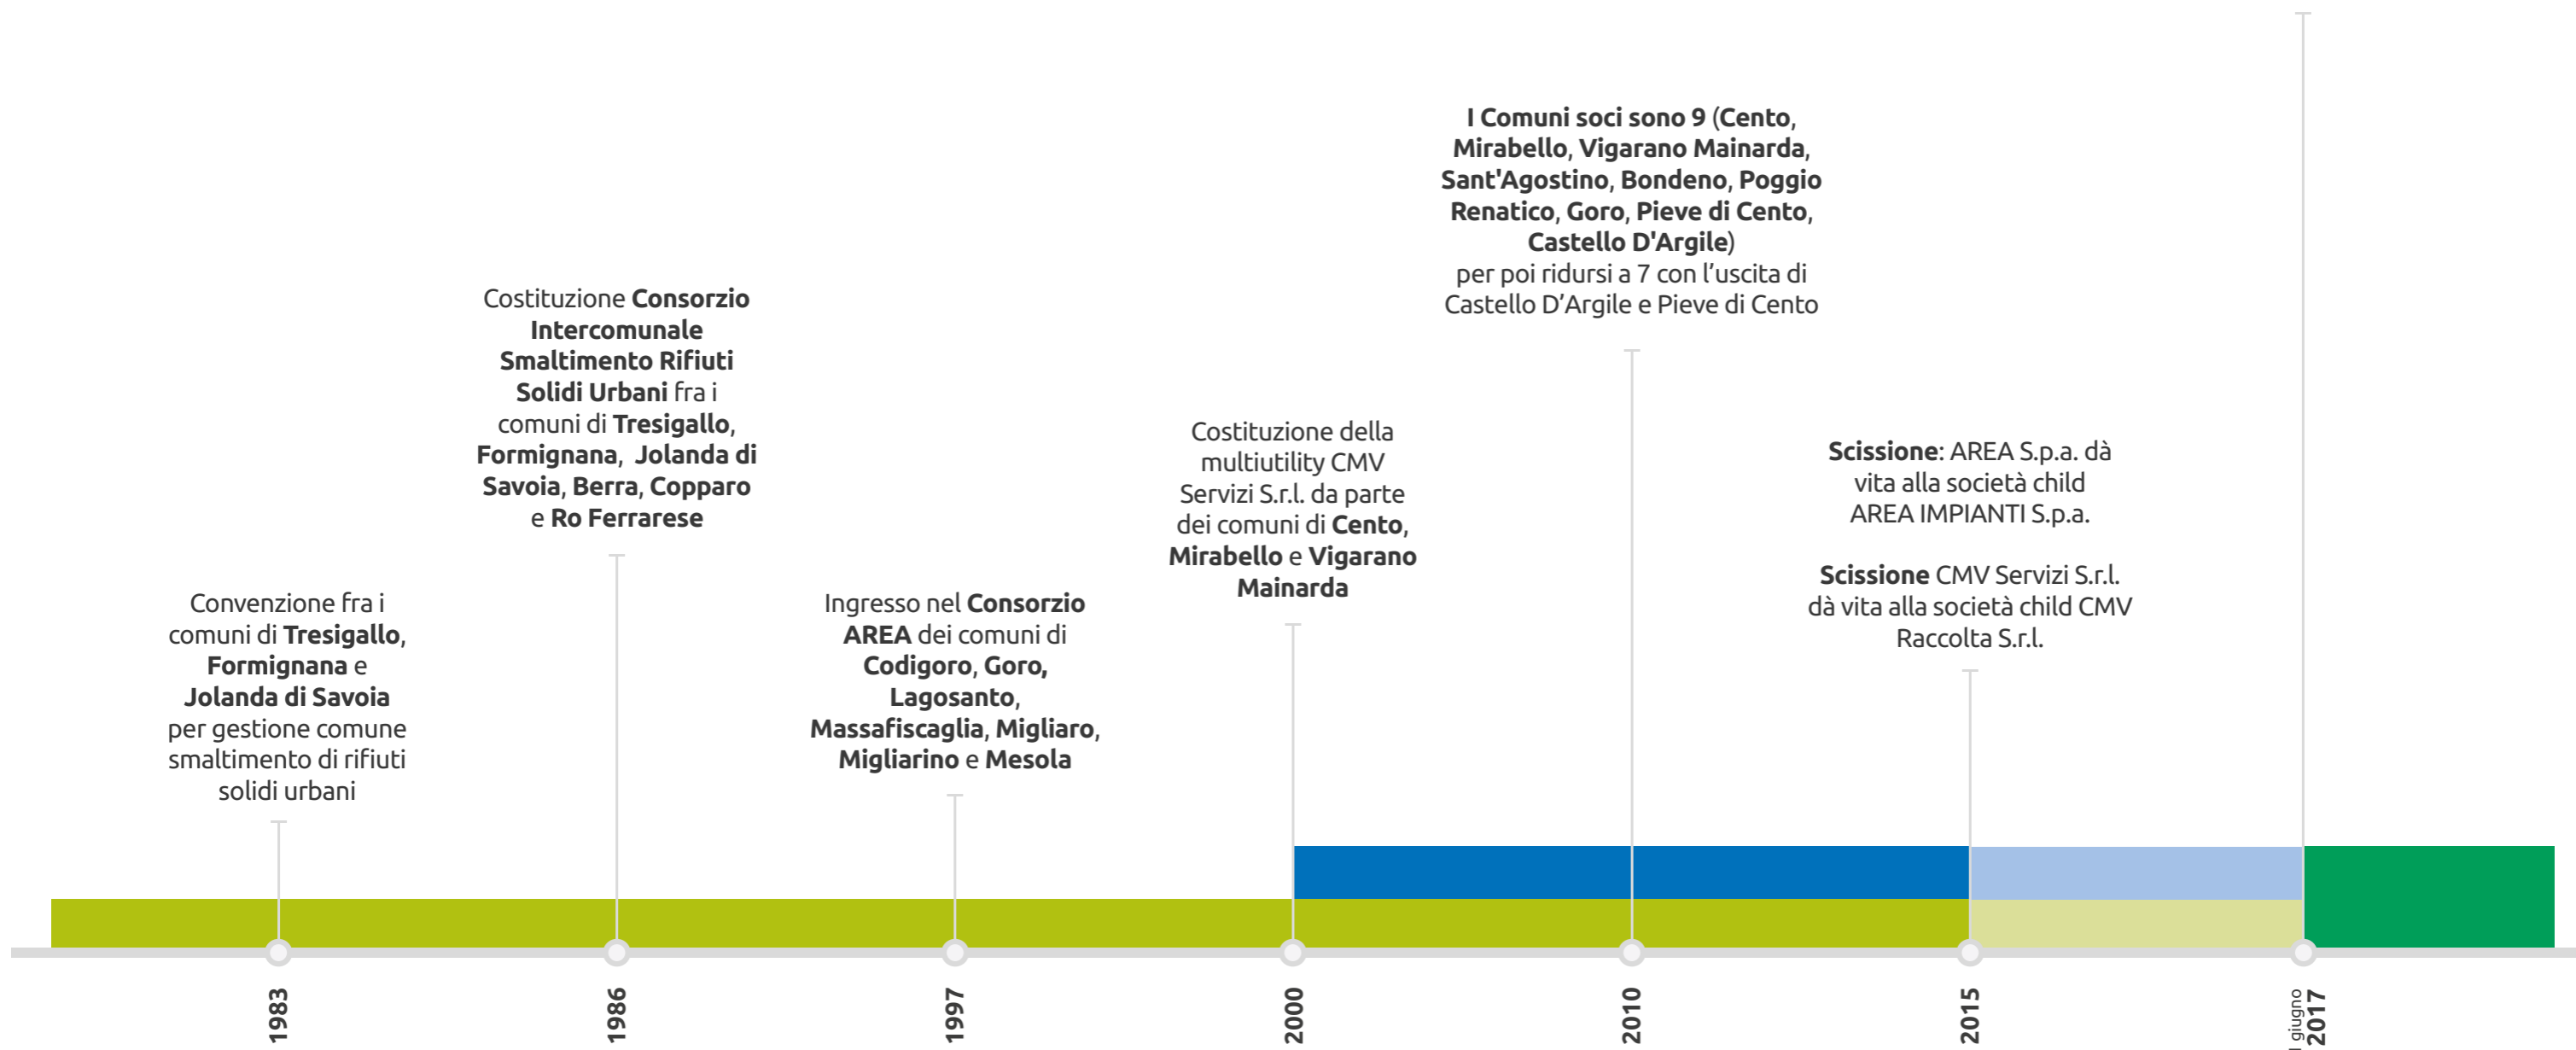 Convenzione fra i
comuni di Tresigallo,
Formignana e
Jolanda di Savoia
per gestione comune
smaltimento di rifiuti
solidi urbani
Costituzione Consorzio
Intercomunale
Smaltimento Rifiuti
Solidi Urbani fra i
comuni di Tresigallo,
Formignana, Jolanda di
Savoia, Berra, Copparo
e Ro Ferrarese
Ingresso nel Consorzio
AREA dei comuni di
Codigoro, Goro,
Lagosanto,
Massafiscaglia, Migliaro,
Migliarino e Mesola
Costituzione della
multiutility CMV
Servizi S.r.l. da parte
dei comuni di Cento,
Mirabello e Vigarano
Mainarda
I Comuni soci sono 9 (Cento,
Mirabello, Vigarano Mainarda,
Sant'Agostino, Bondeno, Poggio
Renatico, Goro, Pieve di Cento,
Castello D'Argile)
per poi ridursi a 7 con l’uscita di
Castello D’Argile e Pieve di Cento
Scissione: AREA S.p.a. dà
vita alla società child
AREA IMPIANTI S.p.a.
Scissione CMV Servizi S.r.l.
dà vita alla società child CMV
Raccolta S.r.l.
1983
1986
1997
2000
2010
2015
giugno
2017